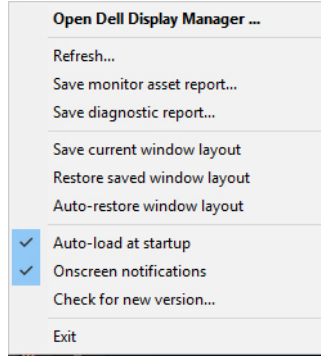 Open Dell Display Manager ...
Refresh...
Save monitor asset report...
Save diagnostic report...
Save current window layout
Restore saved window layout
Auto-restore window layout
Auto-load at startup
Onscreen notifications
Check for new version...
Exit